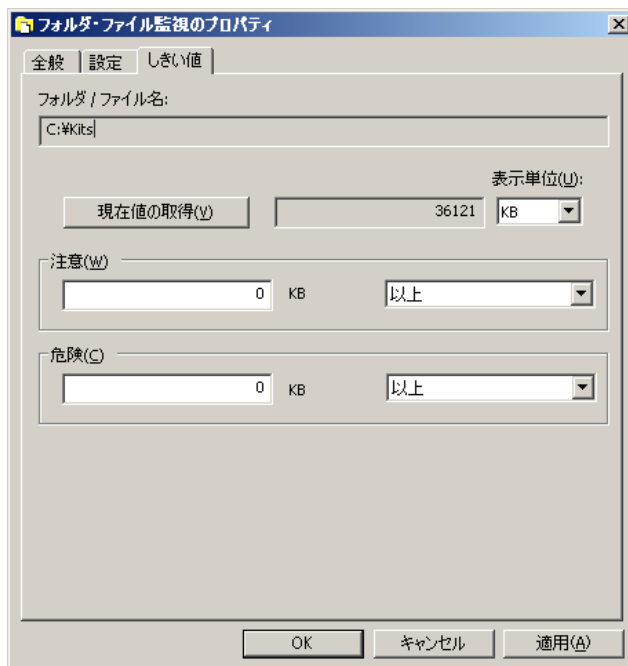 フォルダ・ファイル監視のプロパティ
全般 設定 しきい値
フォルダ / ファイル名:
C:¥Kits
表示単位(U):
現在値の取得(V) 36121 KB
注意(W)
0 KB 以上
危険(C)
0 KB 以上
OK キャンセル 適用(A)